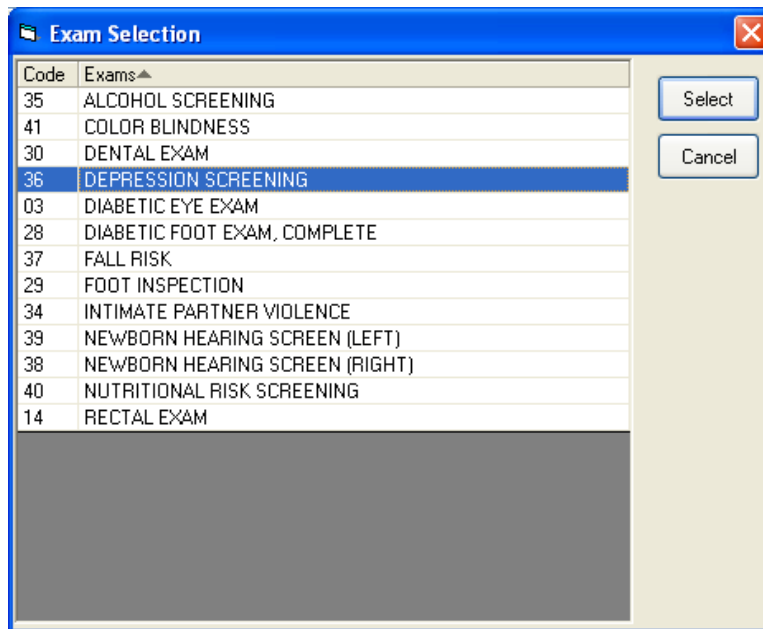 Exam Selection
Code Exams
35 ALCOHOL SCREENING
41 COLOR BLINDNESS
30 DENTAL EXAM
36 DEPRESSION SCREENING
03 DIABETIC EYE EXAM
28 DIABETIC FOOT EXAM, COMPLETE
37 FALL RISK
29 FOOT INSPECTION
34 INTIMATE PARTNER VIOLENCE
39 NEWBORN HEARING SCREEN (LEFT)
38 NEWBORN HEARING SCREEN (RIGHT)
40 NUTRITIONAL RISK SCREENING
14 RECTAL EXAM
Select
Cancel